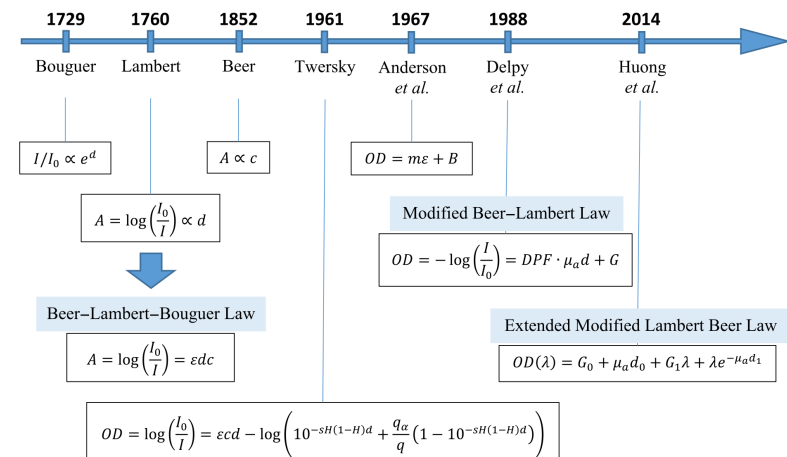 1729 1760 1852 1961 1967 1988 2014
Bouguer Lambert Beer Twersky Anderson et al. Delpy et al. Huong et al.
I/I₀ ∝ eᵈ
A ∝ c
OD = mε + B
A = log(I₀/I) ∝ d
Modified Beer–Lambert Law
OD = −log(I/I₀) = DPF · μₐd + G
Beer–Lambert–Bouguer Law
A = log(I₀/I) = εdc
Extended Modified Lambert Beer Law
OD(λ) = G₀ + μₐd₀ + G₁λ + λe^{−μₐd₁}
OD = log(I₀/I) = εcd − log(10^{−sH(1−H)d} + q_α/q (1 − 10^{−sH(1−H)d}))